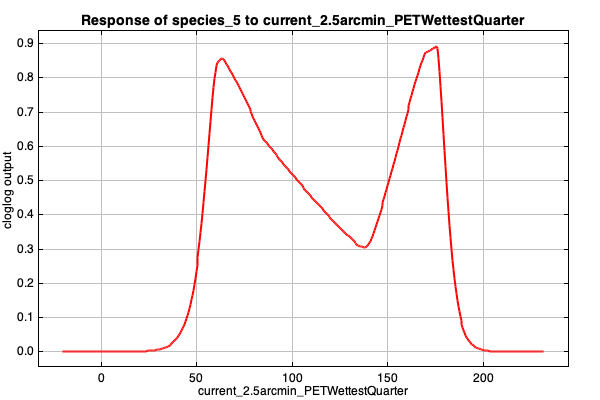 Response of species_5 to current_2.5arcmin_PETWettestQuarter
cloglog output
0.9
0.8
0.7
0.6
0.5
0.4
0.3
0.2
0.1
0.0
0 50 100 150 200
current_2.5arcmin_PETWettestQuarter